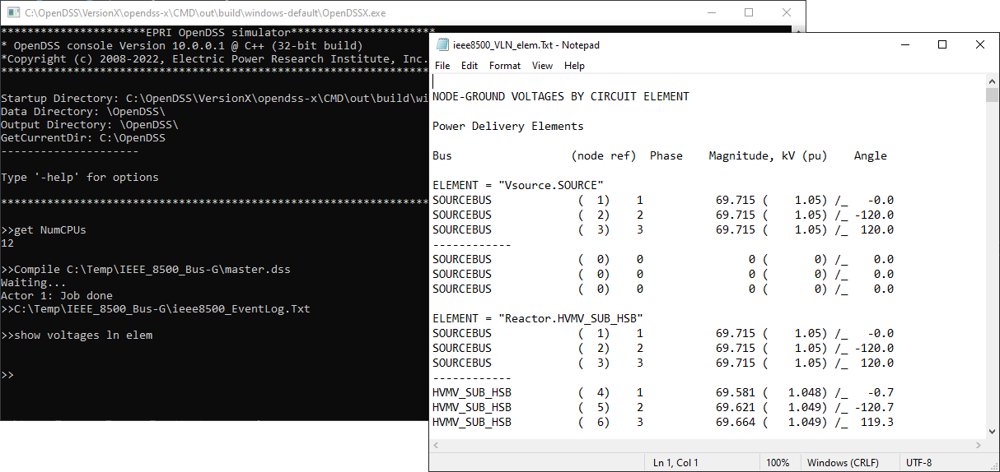 C:\OpenDSS\VersionX\opendss-x\CMD\out\build\windows-default\OpenDSSX.exe
**********************EPRI OpenDSS simulator**********************
* OpenDSS console Version 10.0.0.1 @ C++ (32-bit build)
*Copyright (c) 2008-2022, Electric Power Research Institute, Inc.
******************************************************************
Startup Directory: C:\OpenDSS\VersionX\opendss-x\CMD\out\build\wi
Data Directory: \OpenDSS\
Output Directory: \OpenDSS\
GetCurrentDir: C:\OpenDSS
---------------------
Type '-help' for options
******************************************************************
>>get NumCPUs
12
>>Compile C:\Temp\IEEE_8500_Bus-G\master.dss
Waiting...
Actor 1: Job done
>>C:\Temp\IEEE_8500_Bus-G\ieee8500_EventLog.Txt
>>show voltages ln elem
>>
ieee8500_VLN_elem.Txt - Notepad
File Edit Format View Help
NODE-GROUND VOLTAGES BY CIRCUIT ELEMENT
Power Delivery Elements
Bus (node ref) Phase Magnitude, kV (pu) Angle
ELEMENT = "Vsource.SOURCE"
SOURCEBUS ( 1) 1 69.715 ( 1.05) /_ -0.0
SOURCEBUS ( 2) 2 69.715 ( 1.05) /_ -120.0
SOURCEBUS ( 3) 3 69.715 ( 1.05) /_ 120.0
------------
SOURCEBUS ( 0) 0 0 ( 0) /_ 0.0
SOURCEBUS ( 0) 0 0 ( 0) /_ 0.0
SOURCEBUS ( 0) 0 0 ( 0) /_ 0.0
ELEMENT = "Reactor.HVMV_SUB_HSB"
SOURCEBUS ( 1) 1 69.715 ( 1.05) /_ -0.0
SOURCEBUS ( 2) 2 69.715 ( 1.05) /_ -120.0
SOURCEBUS ( 3) 3 69.715 ( 1.05) /_ 120.0
------------
HVMV_SUB_HSB ( 4) 1 69.581 ( 1.048) /_ -0.7
HVMV_SUB_HSB ( 5) 2 69.621 ( 1.049) /_ -120.7
HVMV_SUB_HSB ( 6) 3 69.664 ( 1.049) /_ 119.3
Ln 1, Col 1 100% Windows (CRLF) UTF-8